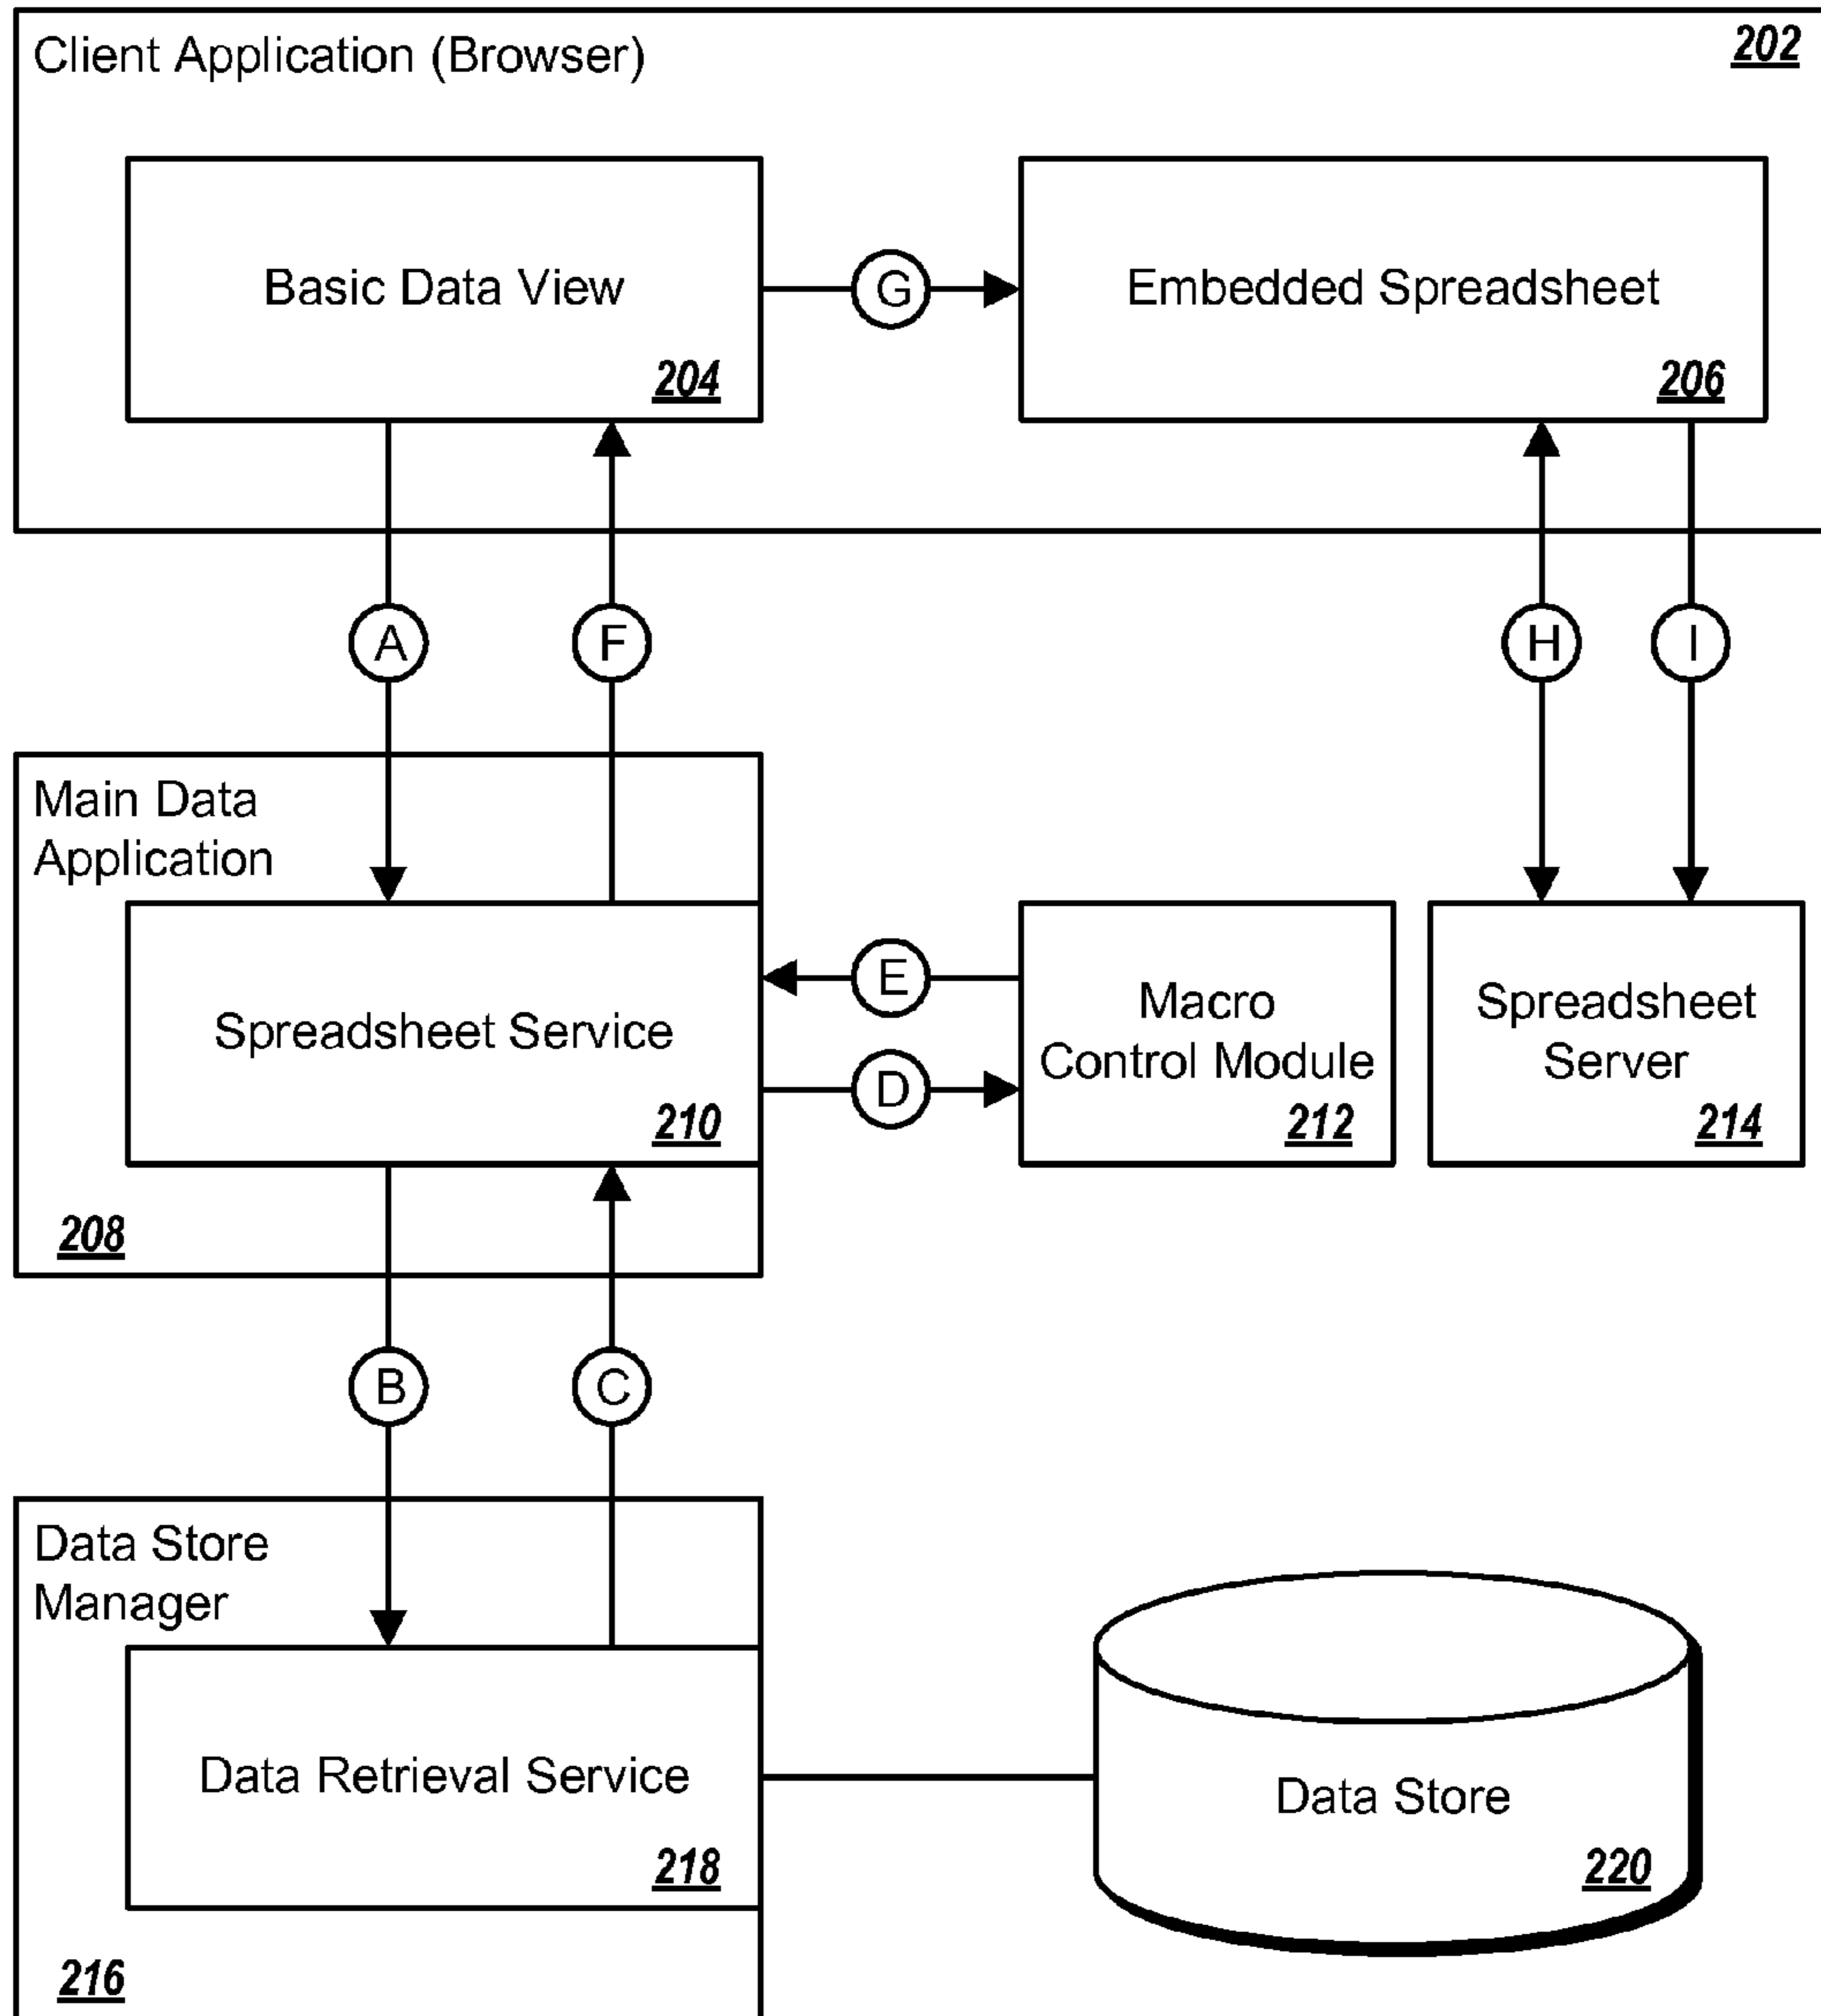 Client Application (Browser)
202
Basic Data View
204
G
Embedded Spreadsheet
206
A
F
H
I
Main Data
Application
Spreadsheet Service
210
208
E
D
Macro
Control Module
212
Spreadsheet
Server
214
B
C
Data Store
Manager
Data Retrieval Service
218
216
Data Store
220